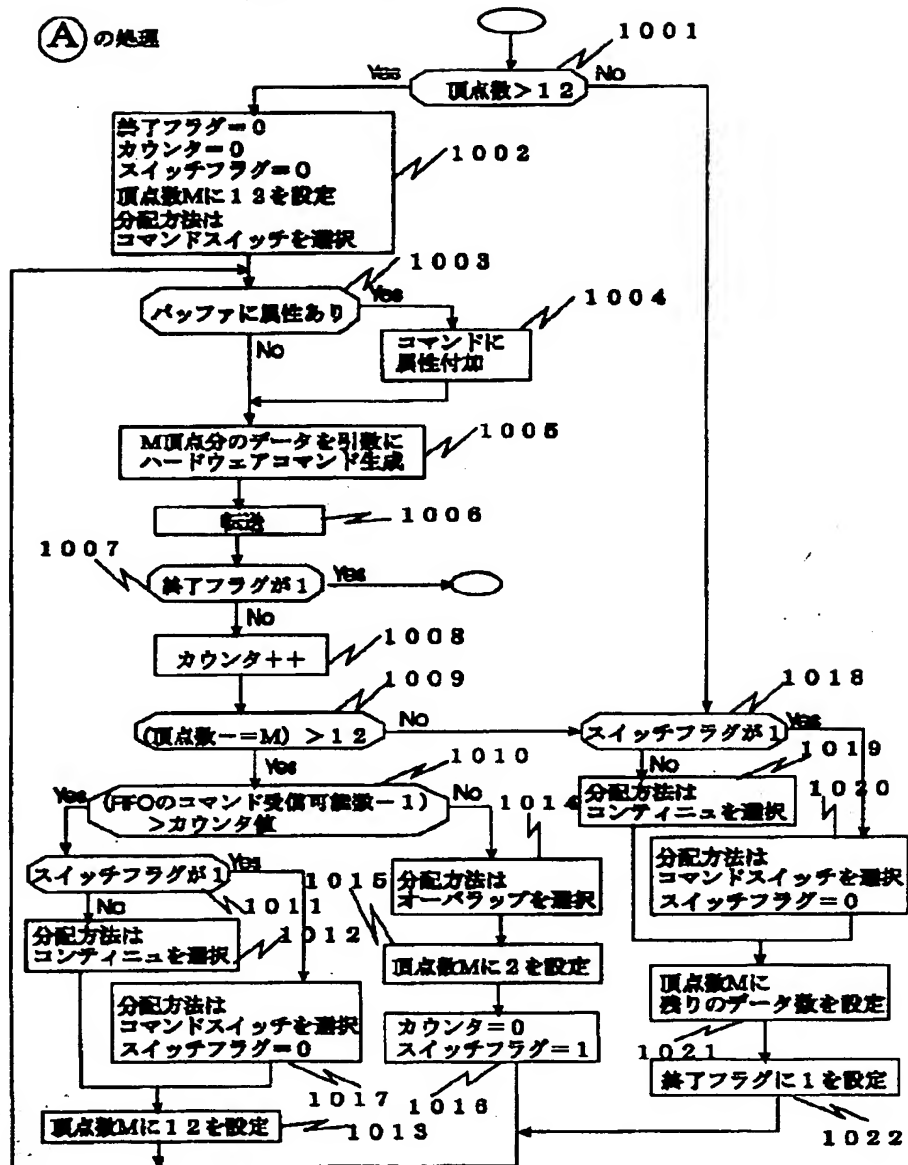 Aの処理
1001
Yes
頂点数>12
No
終了フラグ=0
カウンタ=0
スイッチフラグ=0
頂点数Mに12を設定
分配方法は
コマンドスイッチを選択
1002
1003
バッファに属性あり
Yes
1004
コマンドに
属性付加
No
M頂点分のデータを引数に
ハードウェアコマンド生成
1005
転送
1006
1007
終了フラグが1
Yes
No
カウンタ++
1008
1009
(頂点数-=M)>12
No
Yes
1018
スイッチフラグが1
Yes
No
1019
分配方法は
コンティニュを選択
1020
分配方法は
コマンドスイッチを選択
スイッチフラグ=0
1010
Yes
(FIFOのコマンド受信可能数-1)
>カウンタ値
No
1014
分配方法は
オーバラップを選択
スイッチフラグが1
Yes
1011
No
分配方法は
コンティニュを選択
1012
1015
頂点数Mに2を設定
頂点数Mに
残りのデータ数を設定
1021
分配方法は
コマンドスイッチを選択
スイッチフラグ=0
1017
カウンタ=0
スイッチフラグ=1
1016
終了フラグに1を設定
1022
頂点数Mに12を設定
1013